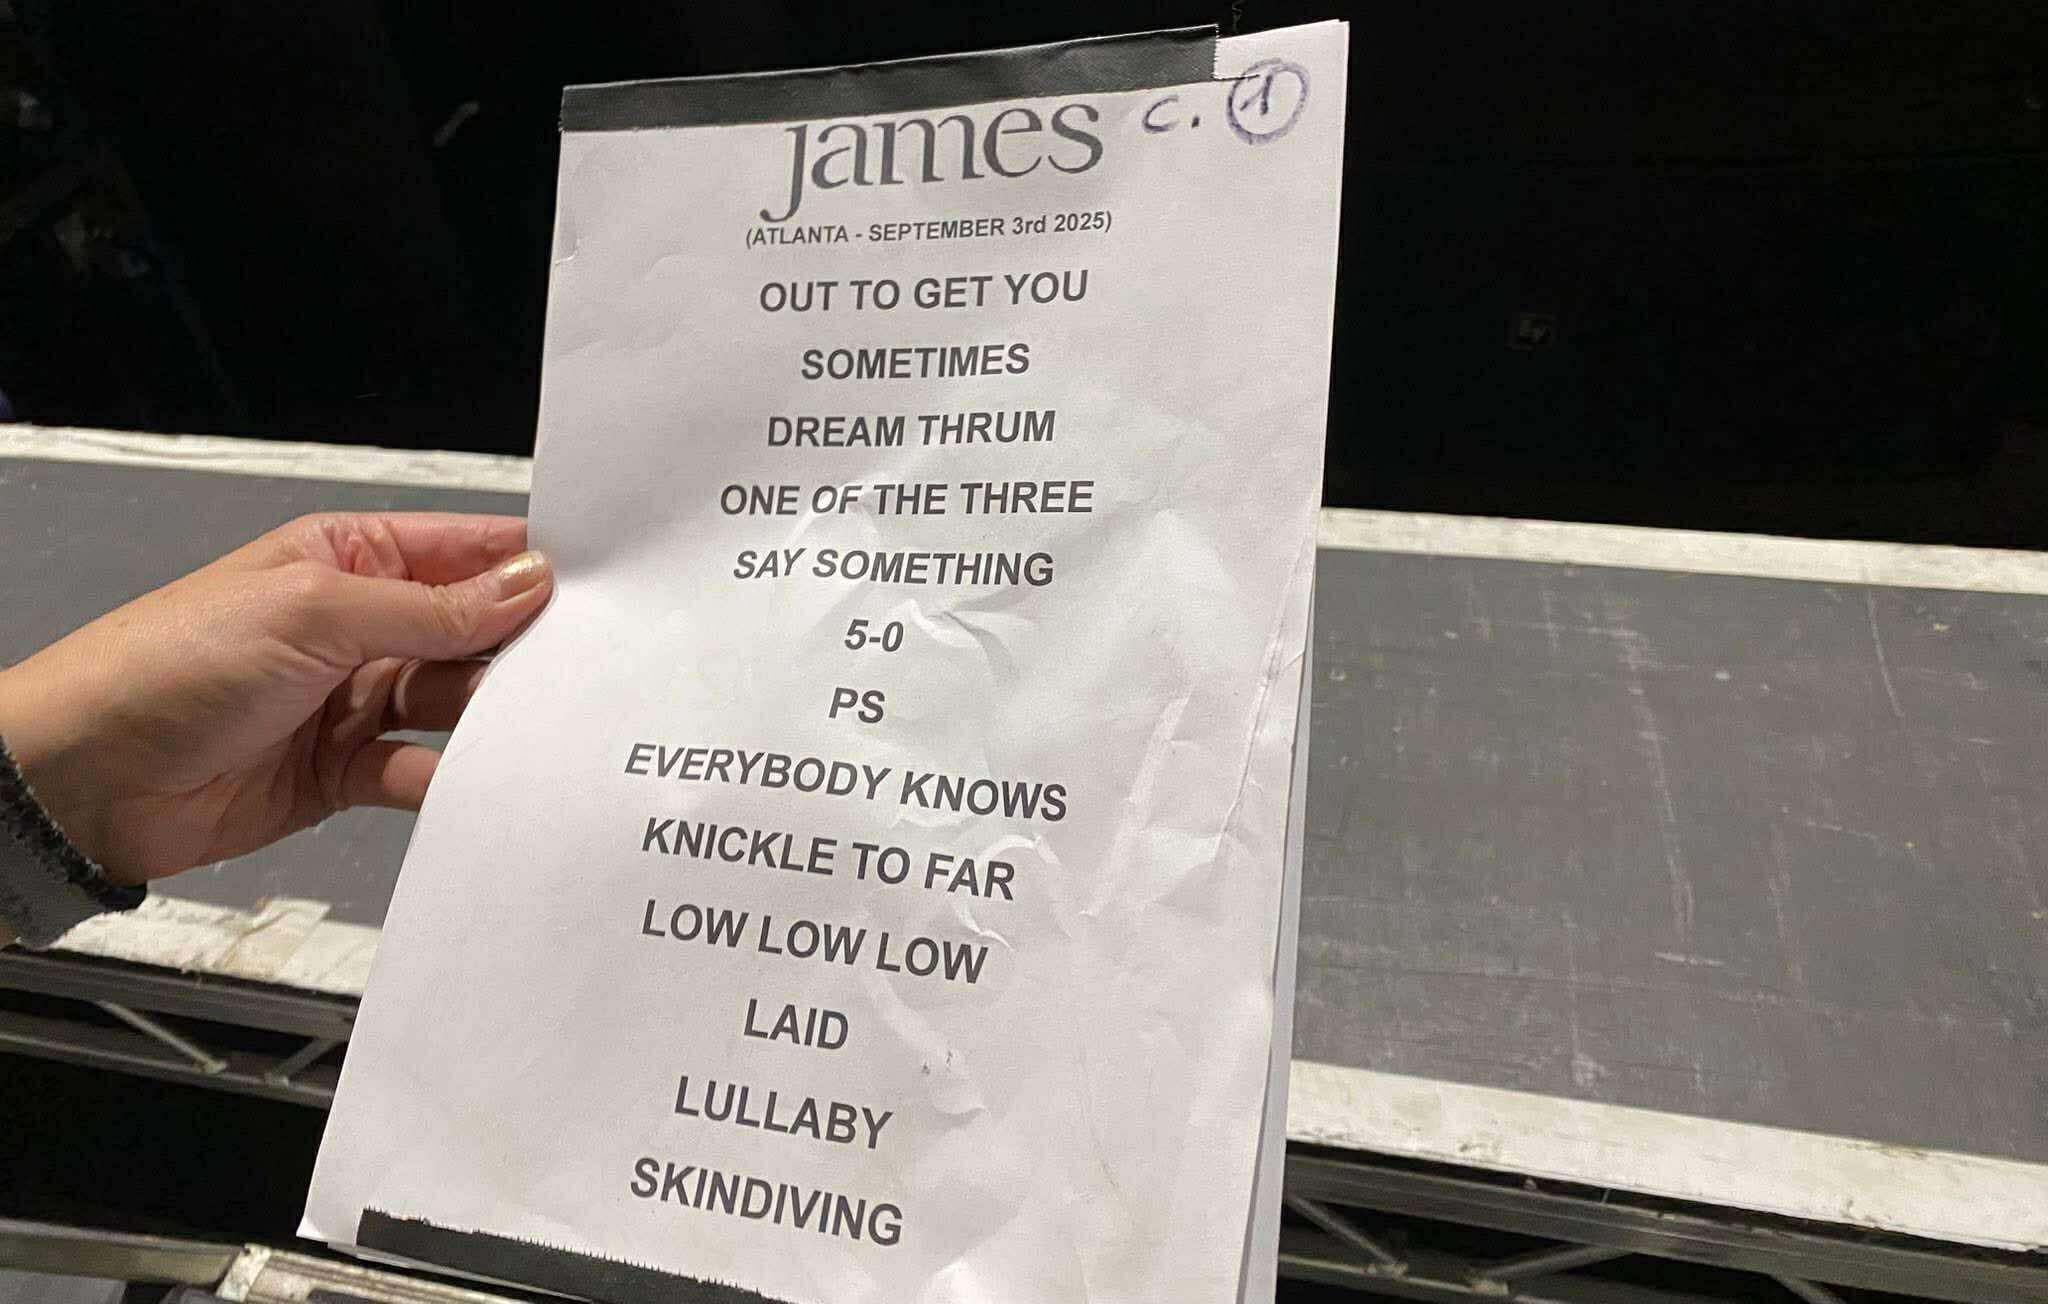 james c. 1
(ATLANTA - SEPTEMBER 3rd 2025)
OUT TO GET YOU
SOMETIMES
DREAM THRUM
ONE OF THE THREE
SAY SOMETHING
5-0
PS
EVERYBODY KNOWS
KNICKLE TO FAR
LOW LOW LOW
LAID
LULLABY
SKINDIVING